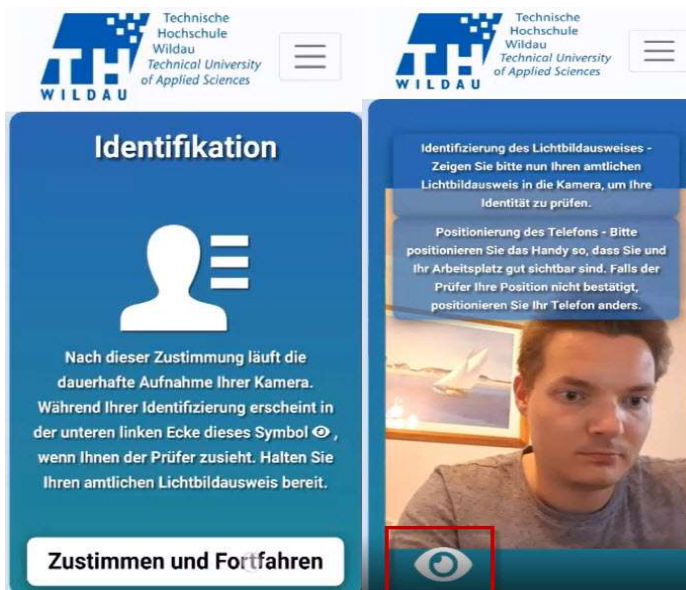 Technische
Hochschule
Wildau
Technical University
of Applied Sciences
TH
WILDAU
Identifikation
Nach dieser Zustimmung läuft die
dauerhafte Aufnahme Ihrer Kamera.
Während Ihrer Identifizierung erscheint in
der unteren linken Ecke dieses Symbol ,
wenn Ihnen der Prüfer zusieht. Halten Sie
Ihren amtlichen Lichtbildausweis bereit.
Zustimmen und Fortfahren
Technische
Hochschule
Wildau
Technical University
of Applied Sciences
TH
WILDAU
Identifizierung des Lichtbildausweises -
Zeigen Sie bitte nun Ihren amtlichen
Lichtbildausweis in die Kamera, um Ihre
Identität zu prüfen.
Positionierung des Telefons - Bitte
positionieren Sie das Handy so, dass Sie und
Ihr Arbeitsplatz gut sichtbar sind. Falls der
Prüfer Ihre Position nicht bestätigt,
positionieren Sie Ihr Telefon anders.